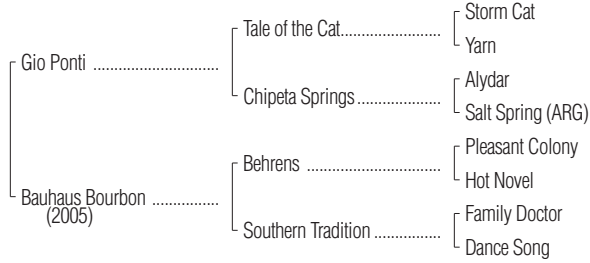 Storm Cat
Tale of the Cat......................
Yarn
Gio Ponti ............................
Alydar
Chipeta Springs ..................
Salt Spring (ARG)
Pleasant Colony
Behrens .............................
Hot Novel
Bauhaus Bourbon ...............
(2005)
Family Doctor
Southern Tradition ...............
Dance Song